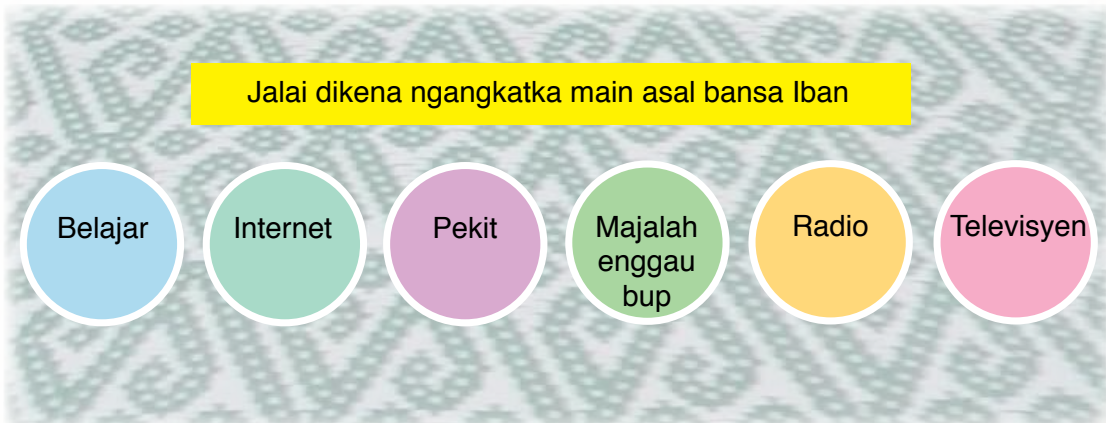 Jalai dikena ngangkatka main asal bansa Iban
Belajar
Internet
Pekit
Majalah
enggau
bup
Radio
Televisyen